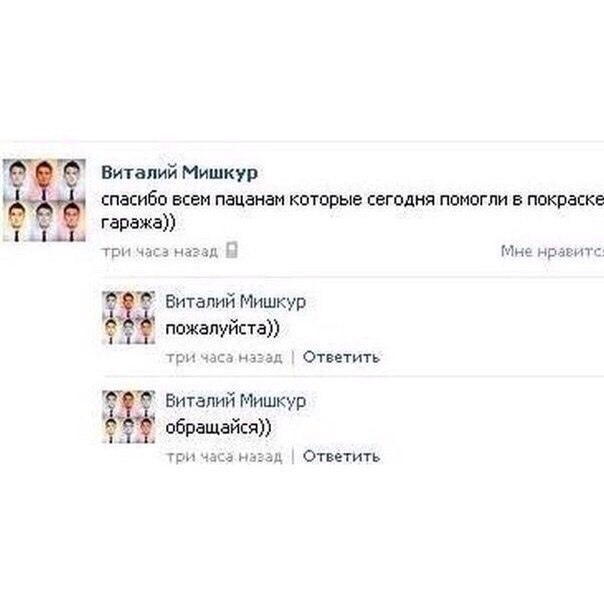 Виталий Мишкур
спасибо всем пацанам которые сегодня помогли в покраске
гаража))
три часа назад
Мне нравитс
Виталий Мишкур
пожалуйста))
три часа назад | Ответить
Виталий Мишкур
обращайся))
три часа назад | Ответить